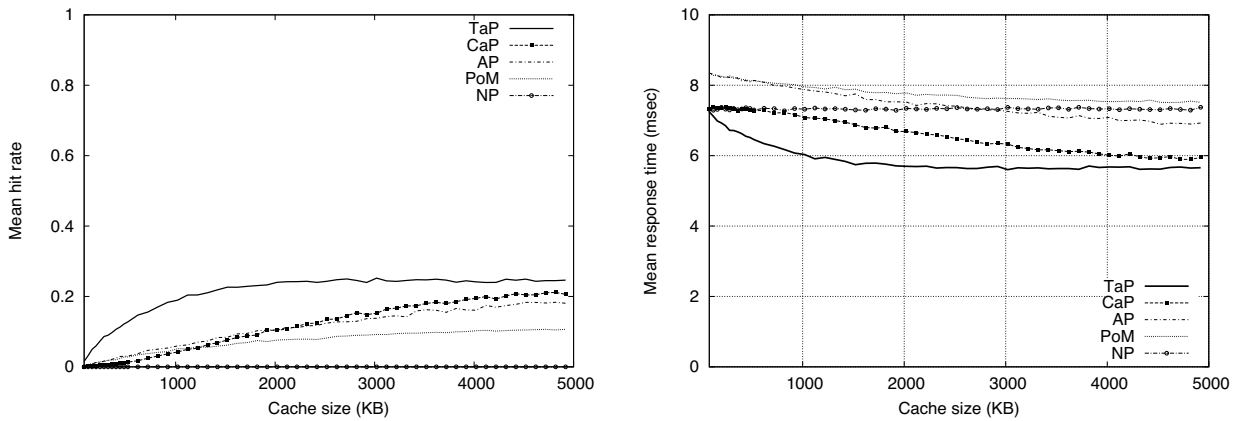 1
0.8
0.6
0.4
0.2
0
1000
2000
3000
4000
5000
Mean hit rate
Cache size (KB)
TaP
CaP
AP
PoM
NP
10
8
6
4
2
0
1000
2000
3000
4000
5000
Mean response time (msec)
Cache size (KB)
TaP
CaP
AP
PoM
NP